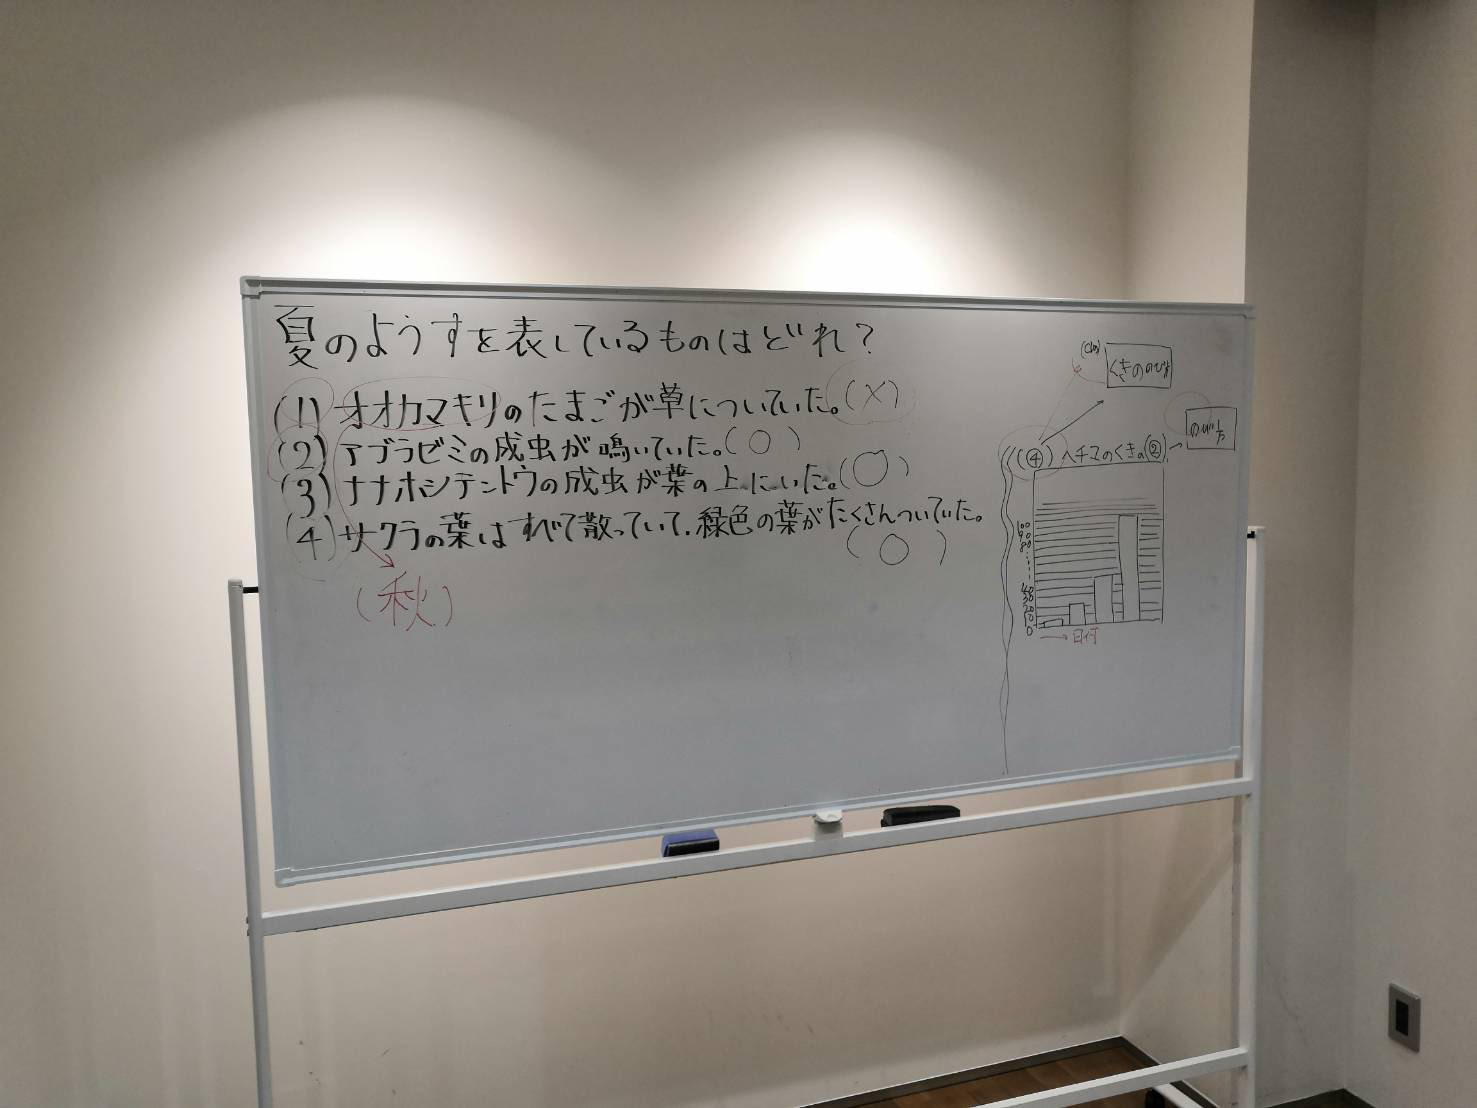 夏のようすを表しているものはどれ?
(1) オオカマキリのたまごが草についていた。(×)
(2) アブラゼミの成虫が鳴いていた。(○)
(3) ナナホシテントウの成虫が葉の上にいた。(○)
(4) サクラの葉はすべて散っていて、緑色の葉がたくさんついていた。
(○)
(秋)
(cm)
くきの
のびた
(④) ヘチマのくきの(②)
100
90
80
40
30
20
10
0
→日付